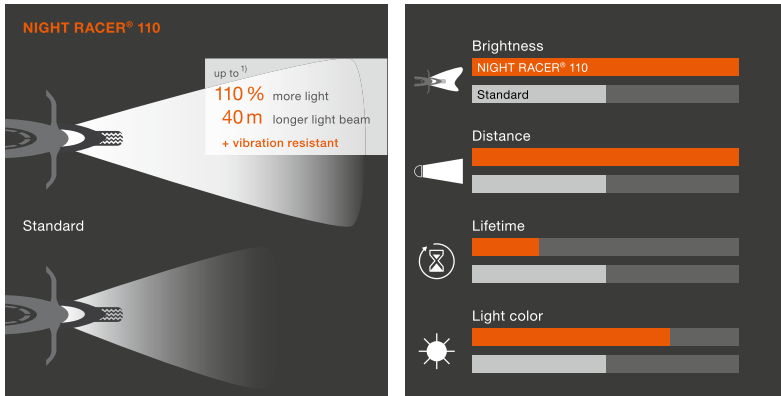 NIGHT RACER® 110
up to 1)
110 % more light
40 m longer light beam
+ vibration resistant
Standard
Brightness
NIGHT RACER® 110
Standard
Distance
Lifetime
Light color